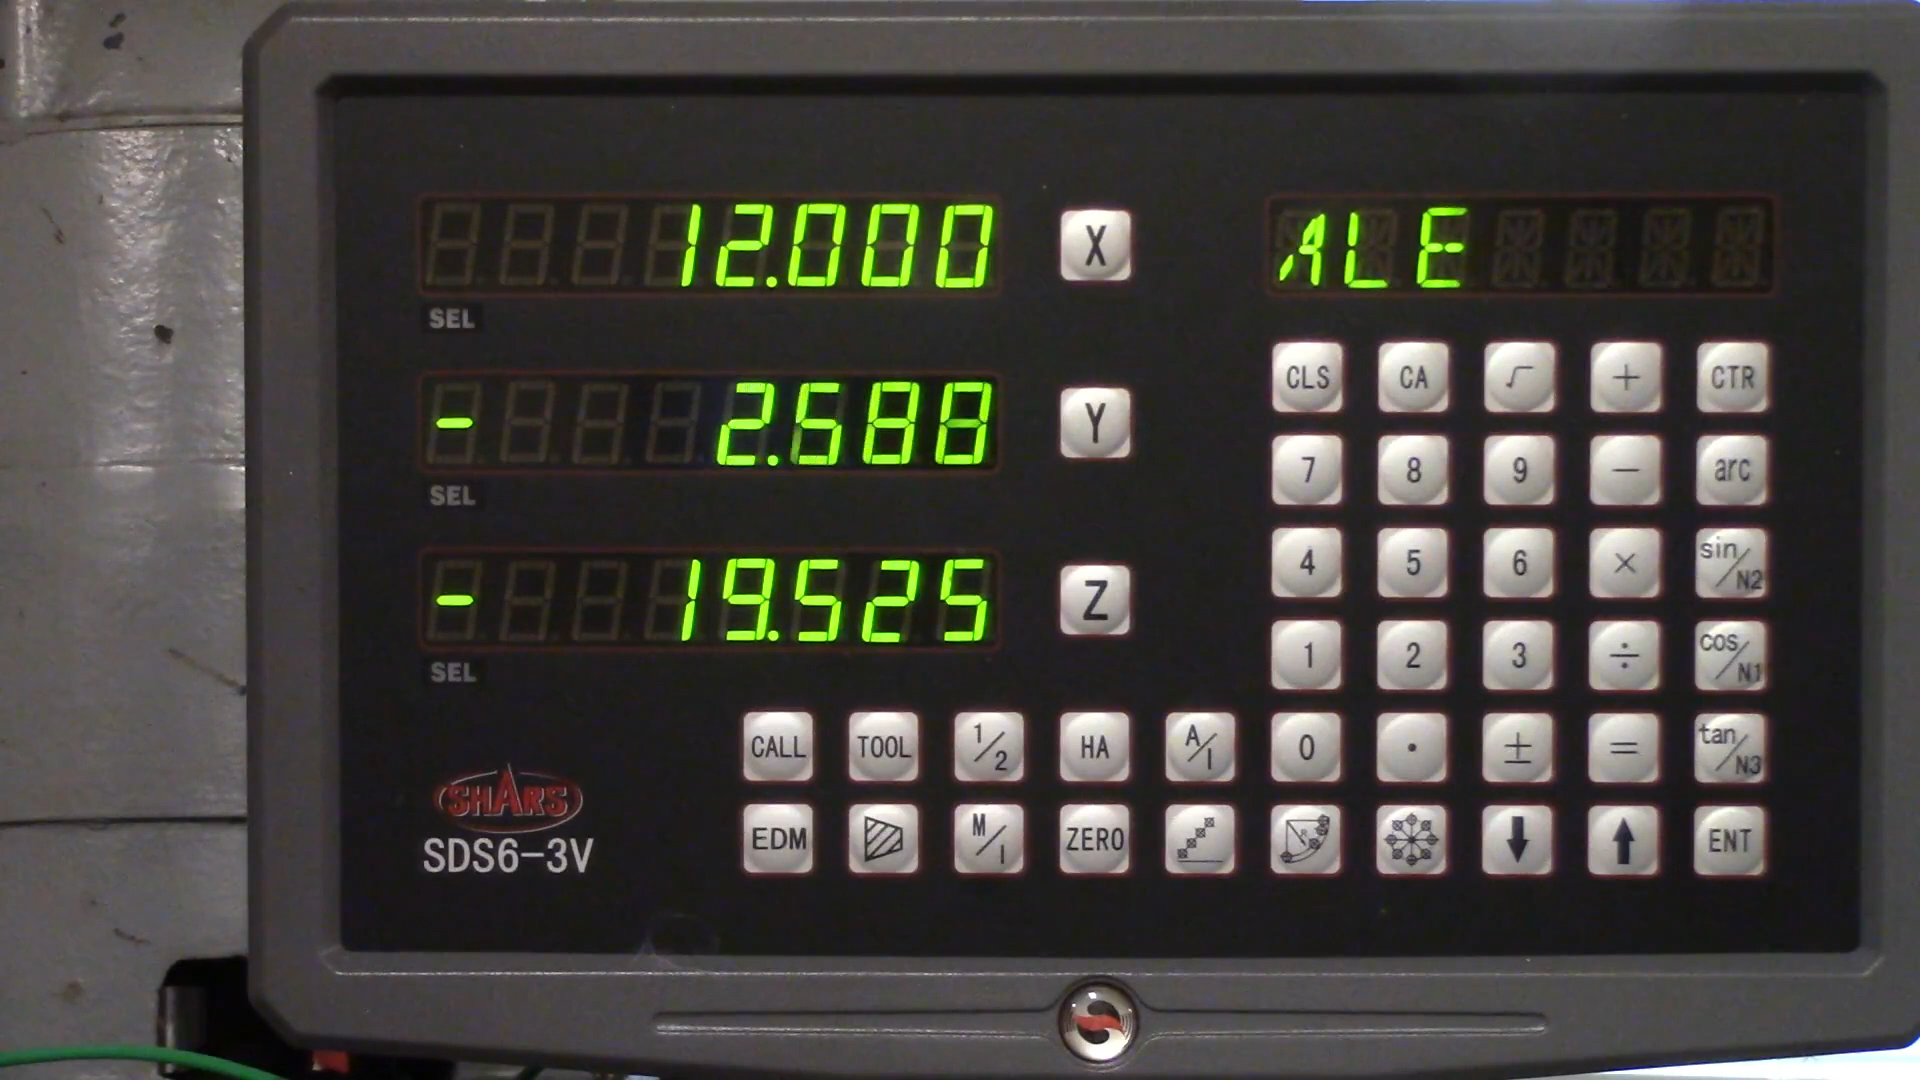 12.000 X ALE
SEL
- 2.588 Y
SEL
- 19.525 Z
SEL
CLS CA √ + CTR
7 8 9 − arc
4 5 6 × sin/N2
1 2 3 ÷ cos/N1
CALL TOOL 1/2 HA A/I 0 · ± = tan/N3
EDM M/I ZERO ENT
SHARS
SDS6-3V